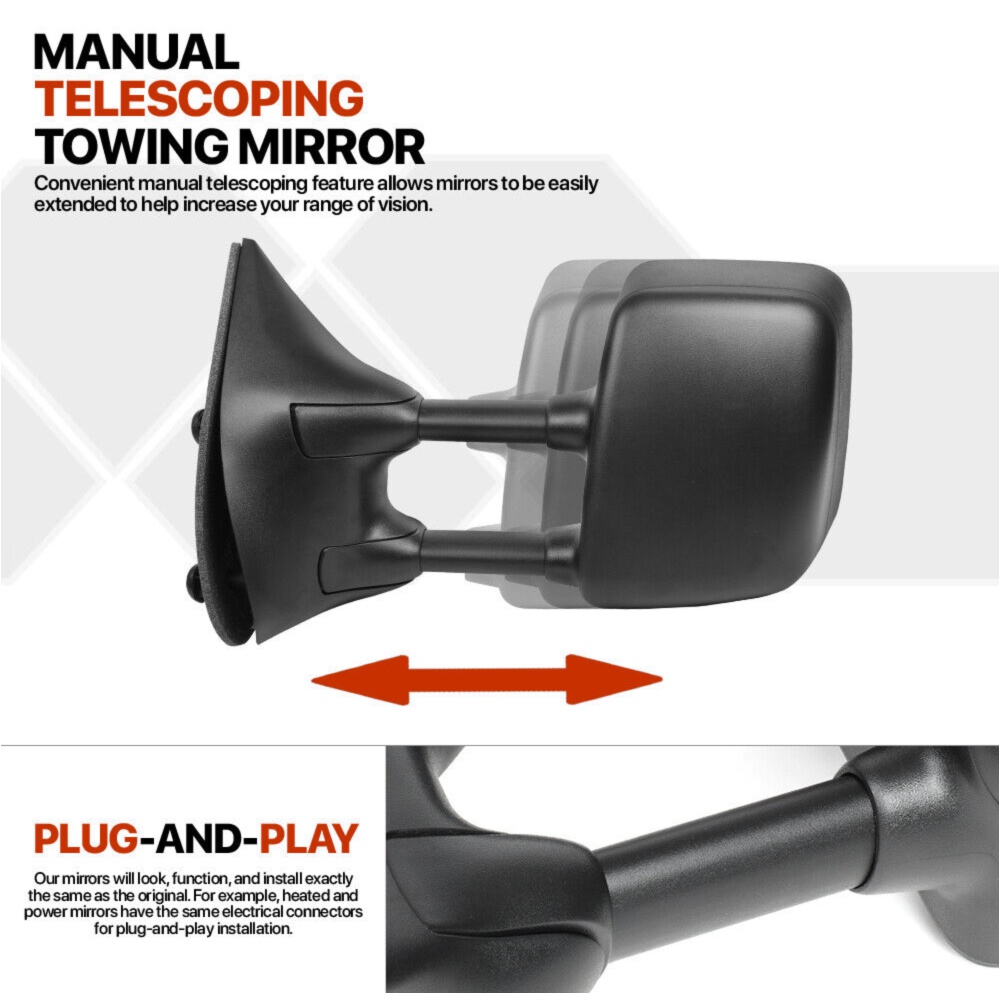 MANUAL
TELESCOPING
TOWING MIRROR
Convenient manual telescoping feature allows mirrors to be easily
extended to help increase your range of vision.
PLUG-AND-PLAY
Our mirrors will look, function, and install exactly
the same as the original. For example, heated and
power mirrors have the same electrical connectors
for plug-and-play installation.